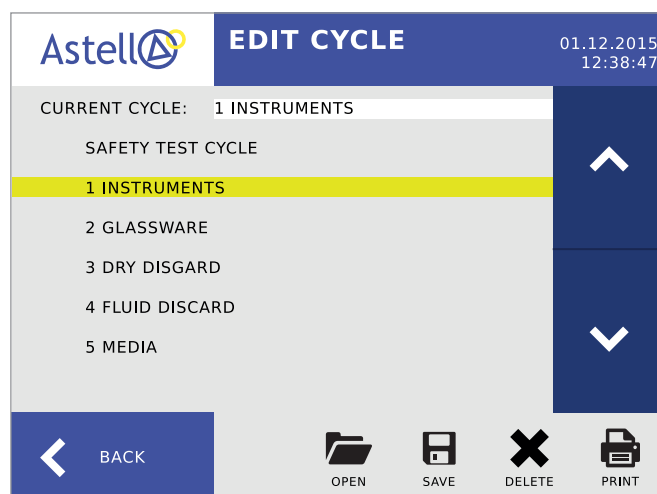 Astell
EDIT CYCLE
01.12.2015
12:38:47
CURRENT CYCLE: 1 INSTRUMENTS
SAFETY TEST CYCLE
1 INSTRUMENTS
2 GLASSWARE
3 DRY DISGARD
4 FLUID DISCARD
5 MEDIA
BACK
OPEN
SAVE
DELETE
PRINT